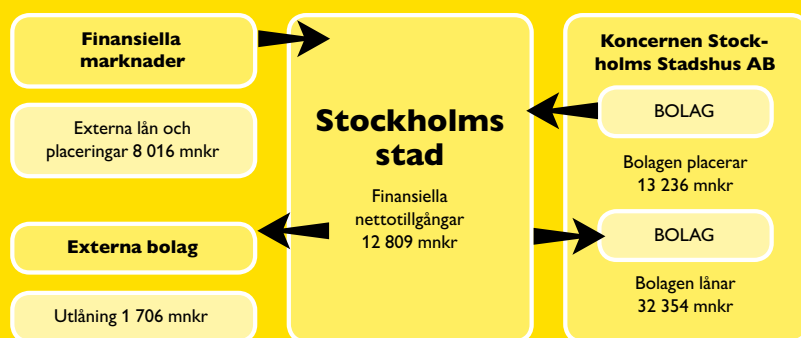 Finansiella
marknader
Externa lån och
placeringar 8 016 mnkr
Externa bolag
Utlåning 1 706 mnkr
Stockholms
stad
Finansiella
nettotillgångar
12 809 mnkr
Koncernen Stock-
holms Stadshus AB
BOLAG
Bolagen placerar
13 236 mnkr
BOLAG
Bolagen lånar
32 354 mnkr